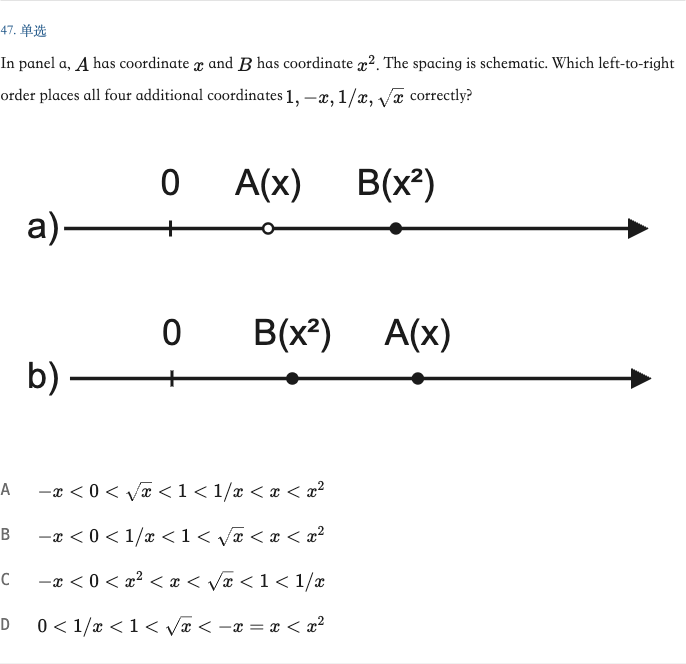 47. 单选
In panel a, A has coordinate x and B has coordinate x². The spacing is schematic. Which left-to-right
order places all four additional coordinates 1, −x, 1/x, √x correctly?
0 A(x) B(x²)
a)
0 B(x²) A(x)
b)
A −x < 0 < √x < 1 < 1/x < x < x²
B −x < 0 < 1/x < 1 < √x < x < x²
C −x < 0 < x² < x < √x < 1 < 1/x
D 0 < 1/x < 1 < √x < −x = x < x²